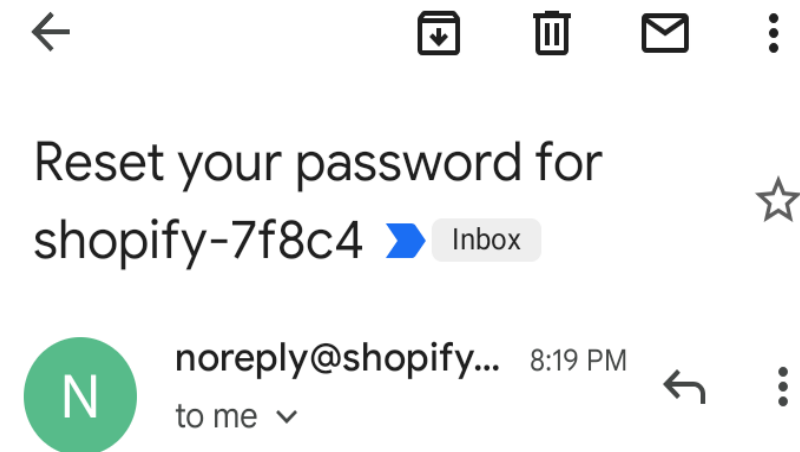 Reset your password for
shopify-7f8c4 Inbox
noreply@shopify... 8:19 PM
N
to me